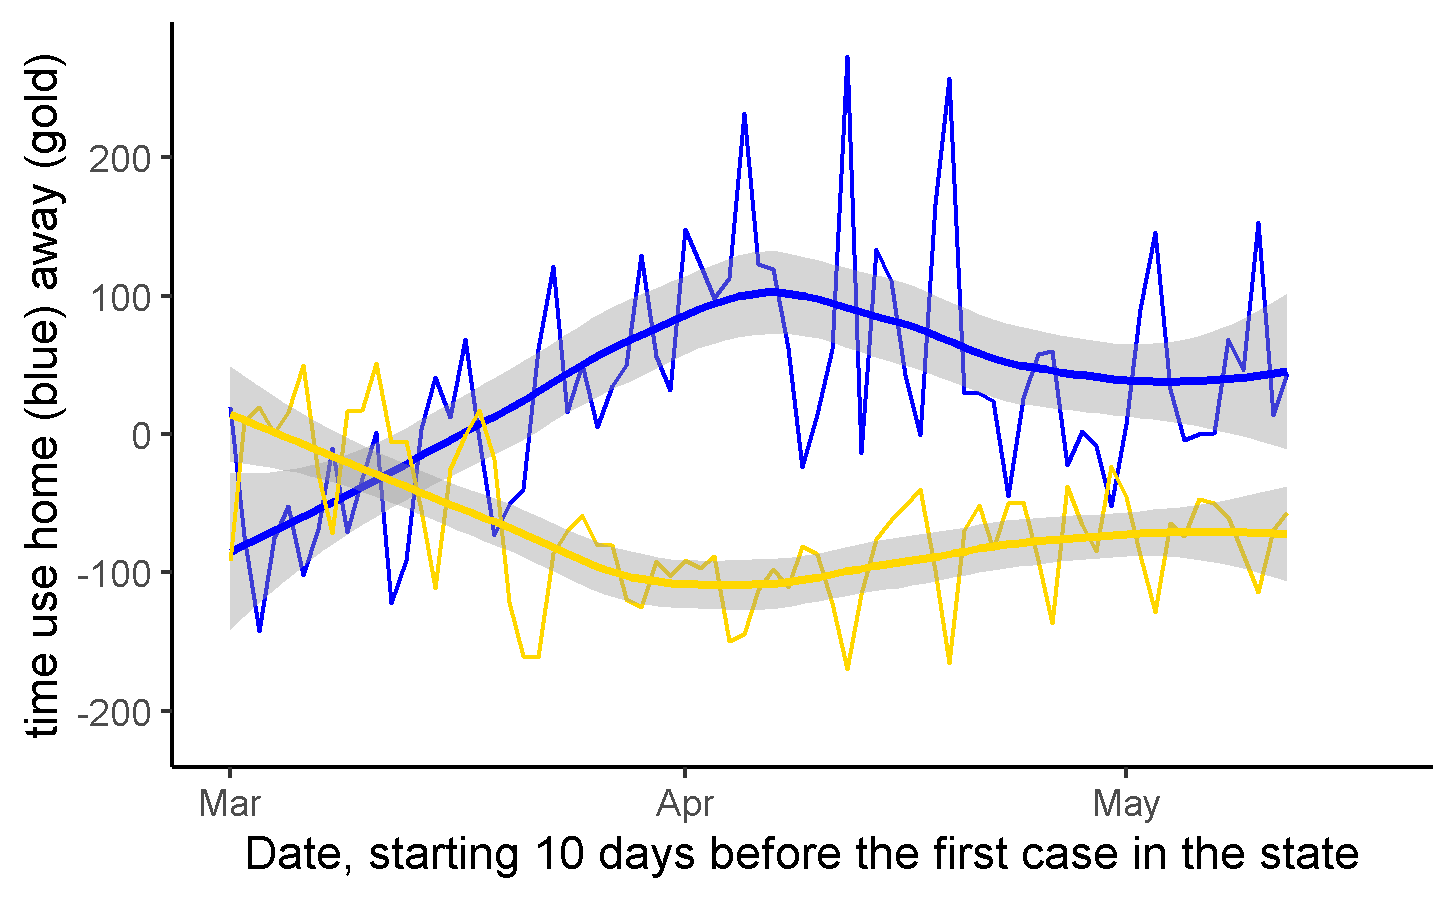 time use home (blue) away (gold)
200
100
0
-100
-200
Mar
Apr
May
Date, starting 10 days before the first case in the state